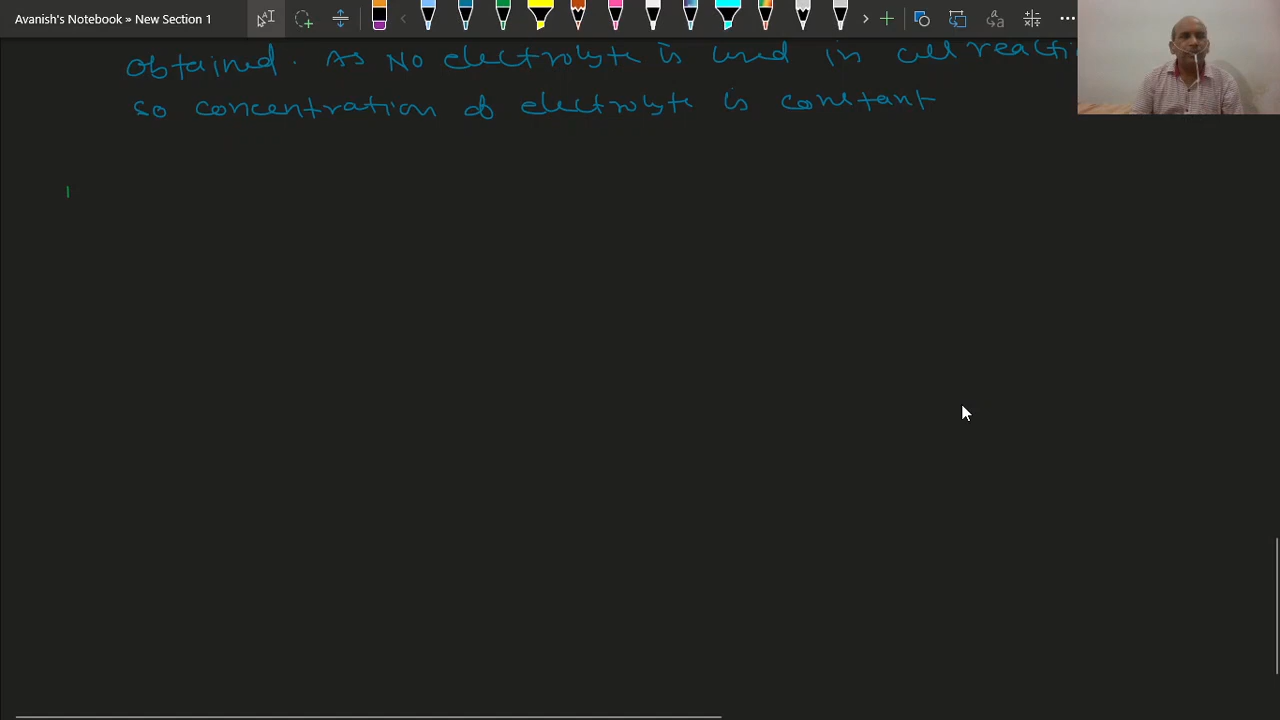 Avanish's Notebook » New Section 1
obtained. As No electrolyte is used in cell reacti
so concentration of electrolyte is constant